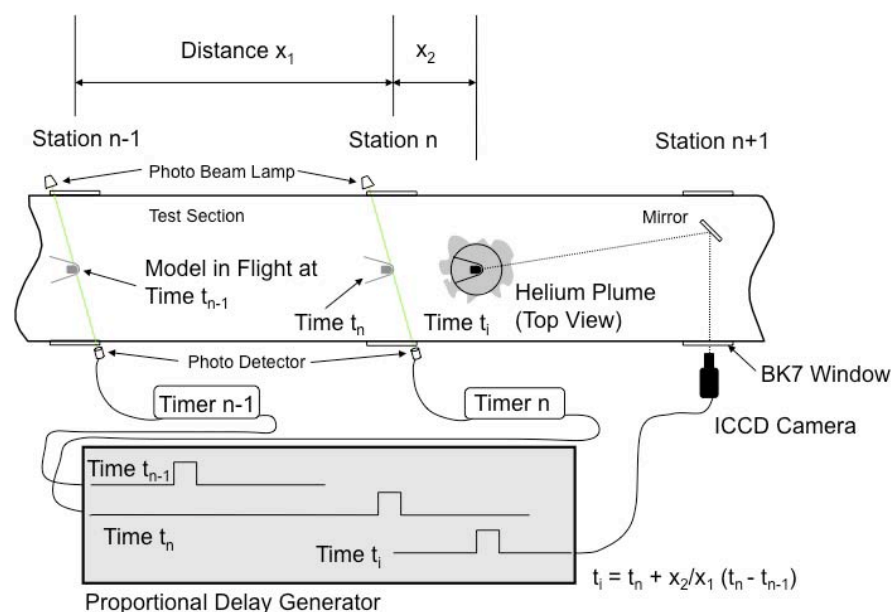 Distance x₁
x₂
Station n-1
Station n
Station n+1
Photo Beam Lamp
Test Section
Mirror
Model in Flight at
Time tₙ₋₁
Time tₙ
Time tᵢ
Helium Plume
(Top View)
Photo Detector
BK7 Window
Timer n-1
Timer n
ICCD Camera
Time tₙ₋₁
Time tₙ
Time tᵢ
tᵢ = tₙ + x₂/x₁ (tₙ - tₙ₋₁)
Proportional Delay Generator